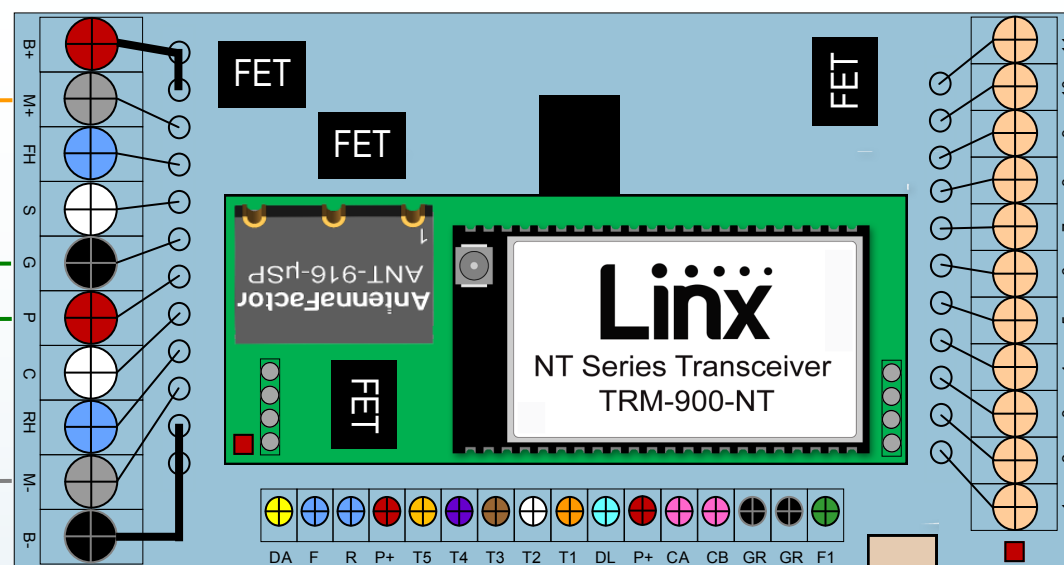 B+
M+
FH
S
G
P
C
RH
M-
B-
FET
FET
FET
FET
1
ANT-916-µSP
AntennaFactor
Linx
NT Series Transceiver
TRM-900-NT
DA F R P+ T5 T4 T3 T2 T1 DL P+ CA CB GR GR F1